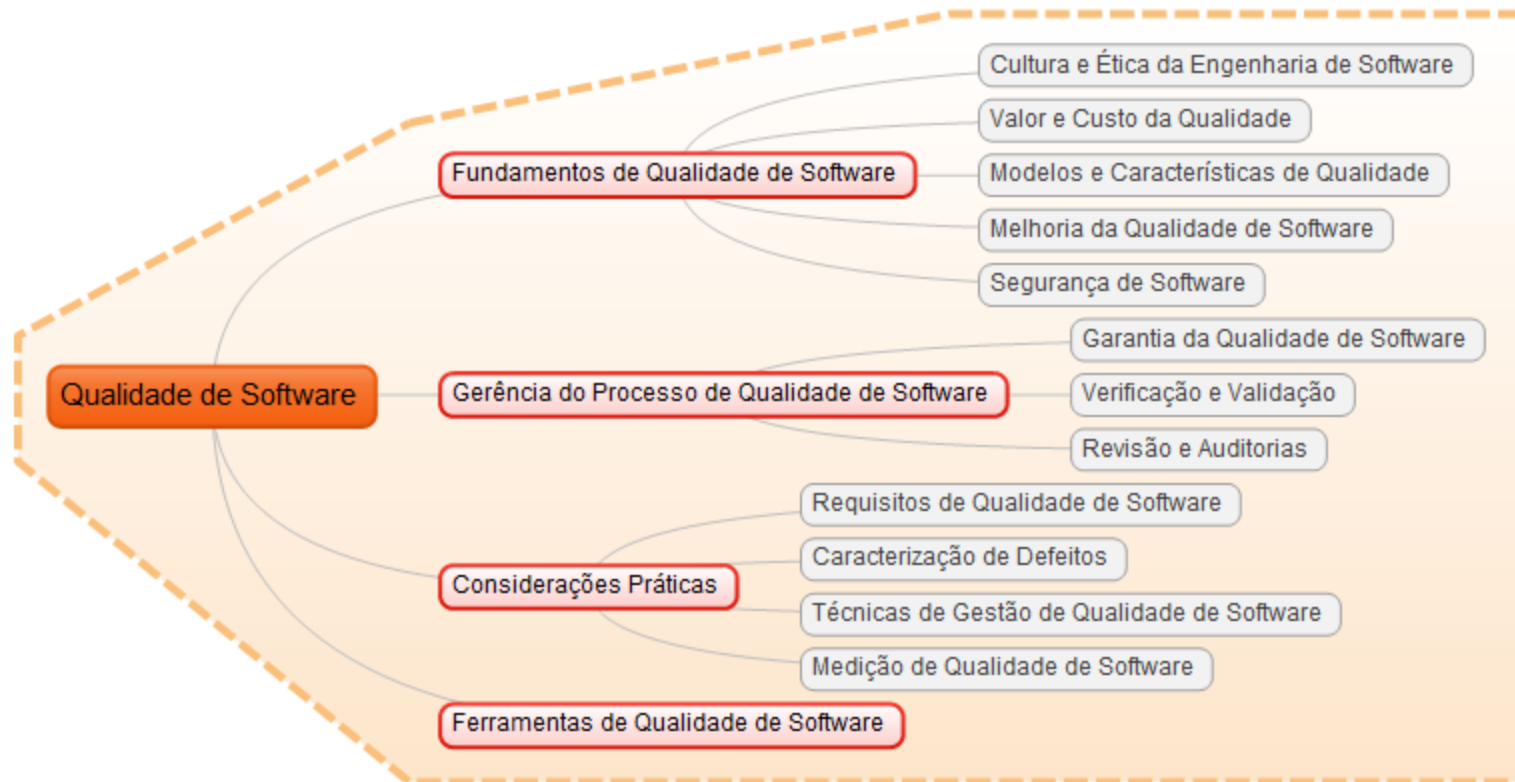 Qualidade de Software
Fundamentos de Qualidade de Software
Cultura e Ética da Engenharia de Software
Valor e Custo da Qualidade
Modelos e Características de Qualidade
Melhoria da Qualidade de Software
Segurança de Software
Gerência do Processo de Qualidade de Software
Garantia da Qualidade de Software
Verificação e Validação
Revisão e Auditorias
Considerações Práticas
Requisitos de Qualidade de Software
Caracterização de Defeitos
Técnicas de Gestão de Qualidade de Software
Medição de Qualidade de Software
Ferramentas de Qualidade de Software